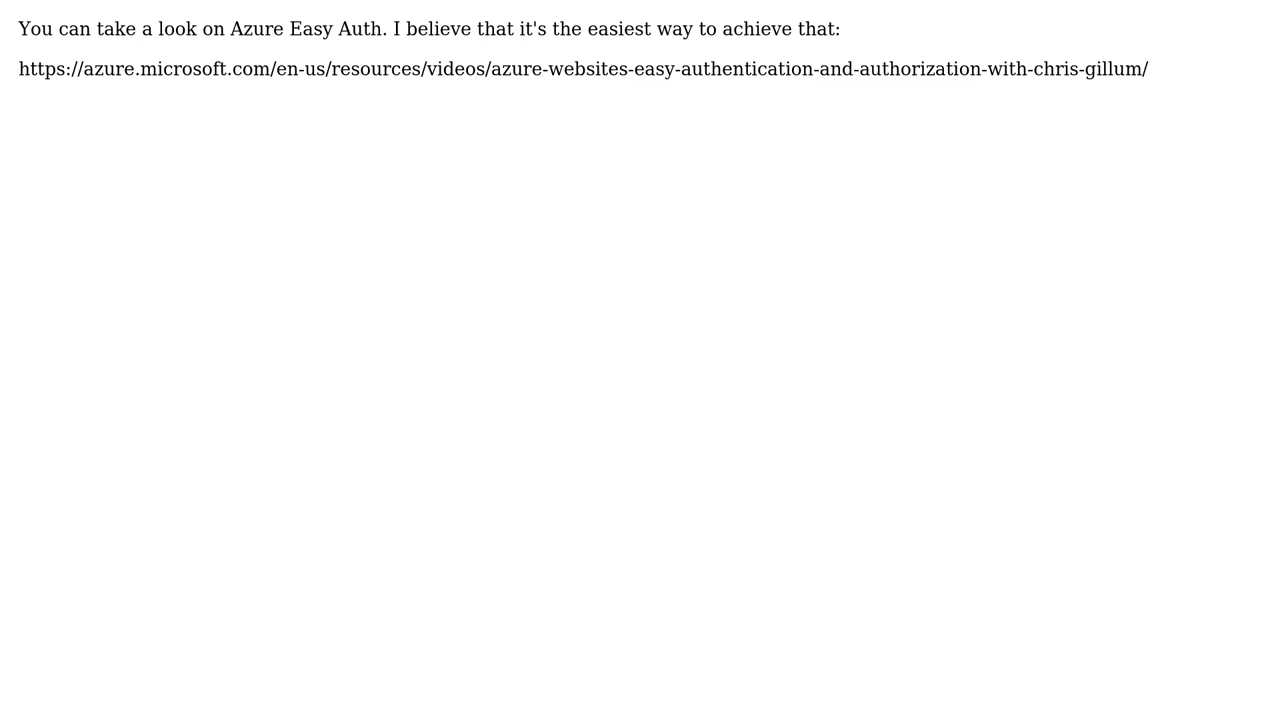 You can take a look on Azure Easy Auth. I believe that it's the easiest way to achieve that:
https://azure.microsoft.com/en-us/resources/videos/azure-websites-easy-authentication-and-authorization-with-chris-gillum/